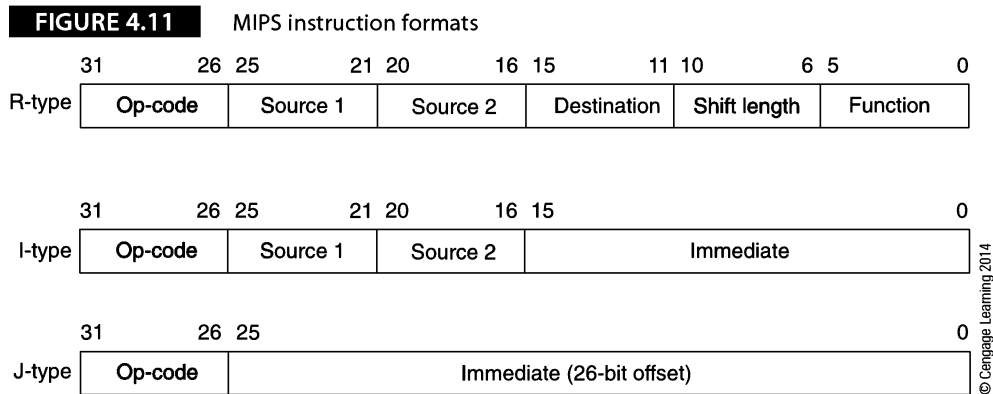 FIGURE 4.11 MIPS instruction formats
31 26 25 21 20 16 15 11 10 6 5 0
R-type Op-code Source 1 Source 2 Destination Shift length Function
31 26 25 21 20 16 15 0
I-type Op-code Source 1 Source 2 Immediate
31 26 25 0
J-type Op-code Immediate (26-bit offset)
© Cengage Learning 2014